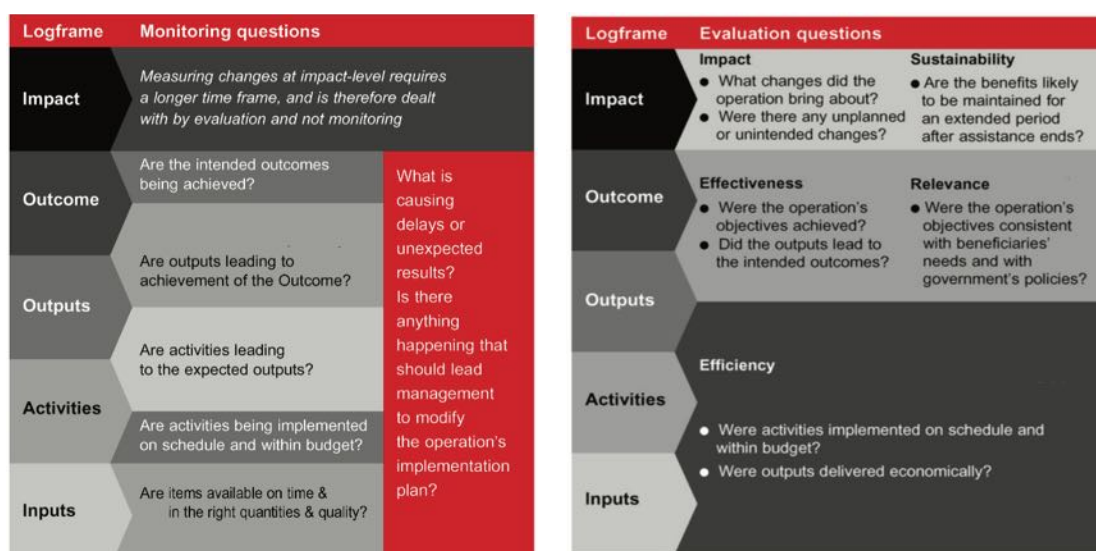 Logframe
Monitoring questions
Impact
Measuring changes at impact-level requires
a longer time frame, and is therefore dealt
with by evaluation and not monitoring
Outcome
Are the intended outcomes
being achieved?
Outputs
Are outputs leading to
achievement of the Outcome?
Are activities leading
to the expected outputs?
Activities
Are activities being implemented
on schedule and within budget?
Inputs
Are items available on time &
in the right quantities & quality?
What is
causing
delays or
unexpected
results?
Is there
anything
happening that
should lead
management
to modify
the operation's
implementation
plan?
Logframe
Evaluation questions
Impact
Impact
● What changes did the
operation bring about?
● Were there any unplanned
or unintended changes?
Sustainability
● Are the benefits likely
to be maintained for
an extended period
after assistance ends?
Outcome
Effectiveness
● Were the operation's
objectives achieved?
● Did the outputs lead to
the intended outcomes?
Relevance
● Were the operation's
objectives consistent
with beneficiaries'
needs and with
government's policies?
Outputs
Activities
Efficiency
● Were activities implemented on schedule and
within budget?
● Were outputs delivered economically?
Inputs